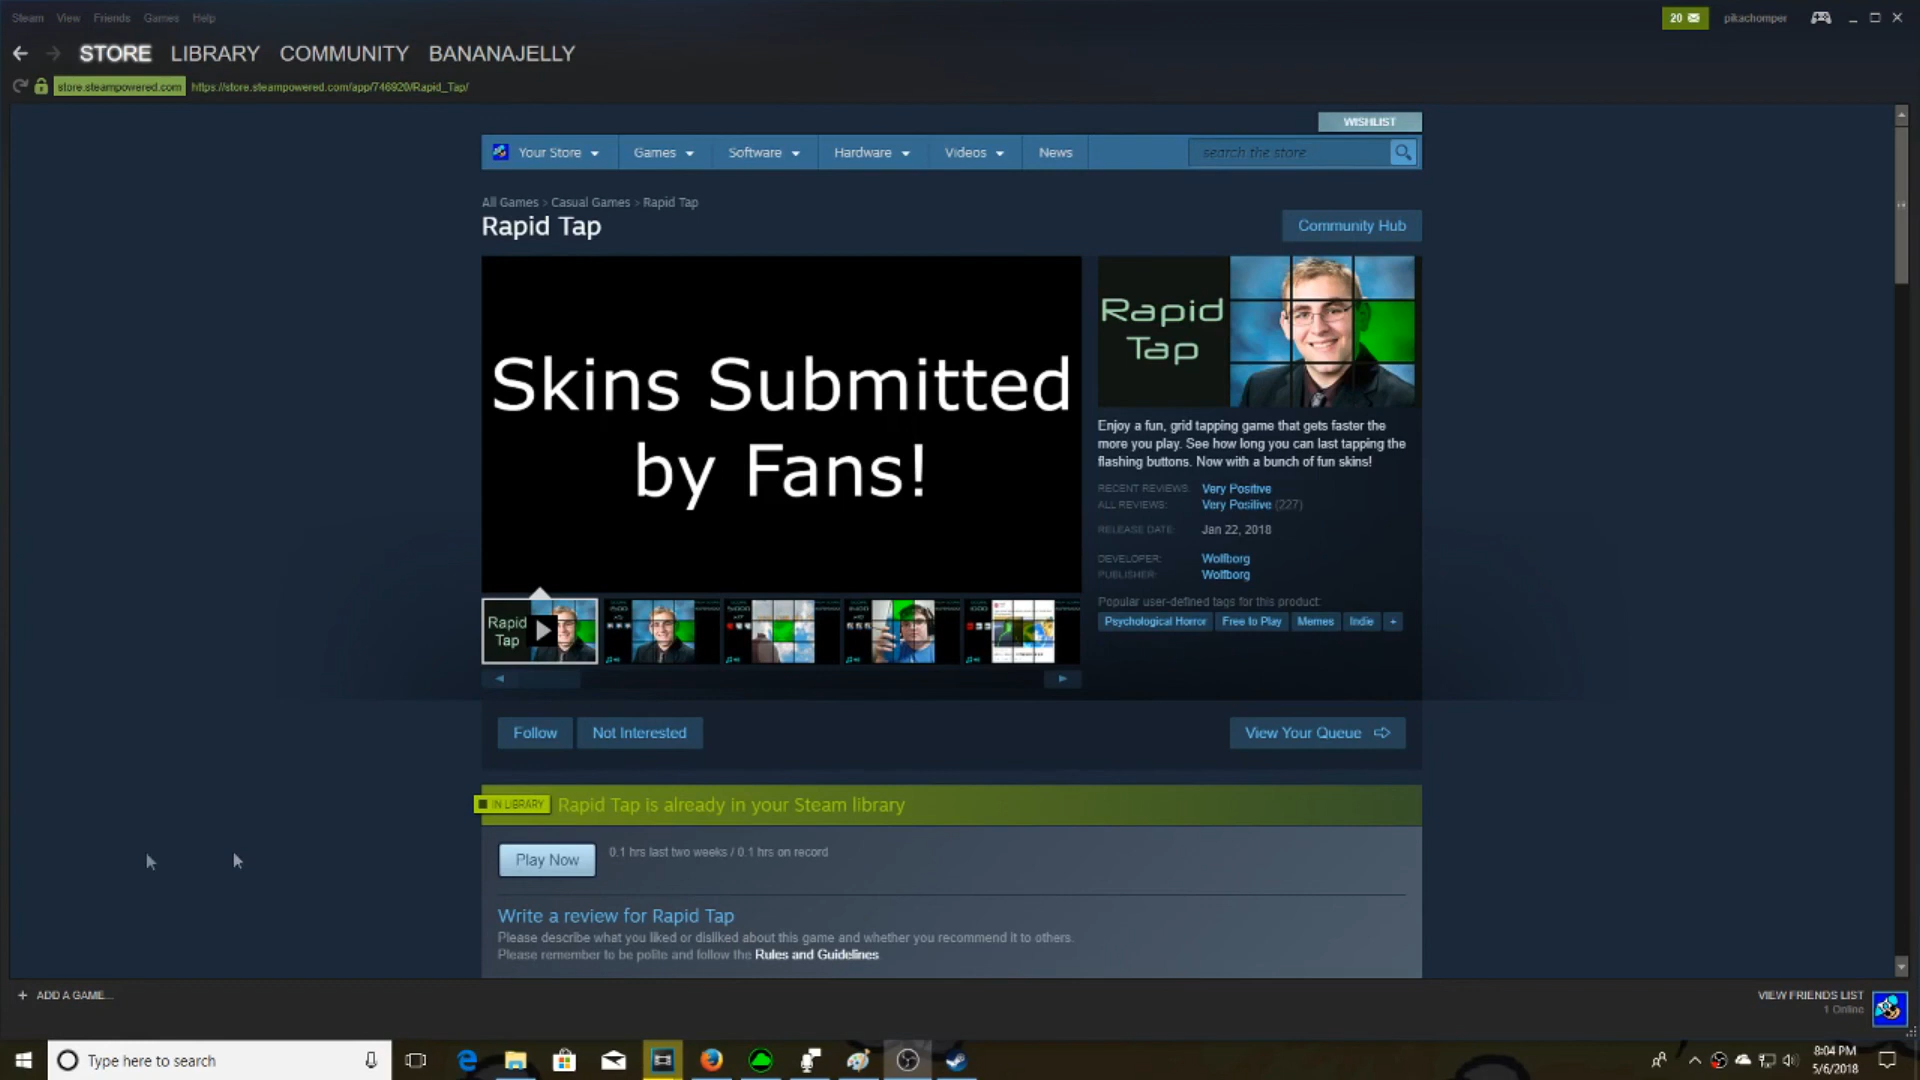 Steam View Friends Games Help
20
pikachomper
STORE LIBRARY COMMUNITY BANANAJELLY
store.steampowered.com https://store.steampowered.com/app/746920/Rapid_Tap/
WISHLIST
Your Store Games Software Hardware Videos News search the store
All Games > Casual Games > Rapid Tap
Rapid Tap
Community Hub
Skins Submitted
by Fans!
Rapid
Tap
Enjoy a fun, grid tapping game that gets faster the
more you play. See how long you can last tapping the
flashing buttons. Now with a bunch of fun skins!
RECENT REVIEWS: Very Positive
ALL REVIEWS: Very Positive (227)
RELEASE DATE: Jan 22, 2018
DEVELOPER: Wolfborg
PUBLISHER: Wolfborg
Popular user-defined tags for this product:
Psychological Horror Free to Play Memes Indie +
Rapid
Tap
Follow Not Interested View Your Queue
IN LIBRARY Rapid Tap is already in your Steam library
Play Now 0.1 hrs last two weeks / 0.1 hrs on record
Write a review for Rapid Tap
Please describe what you liked or disliked about this game and whether you recommend it to others.
Please remember to be polite and follow the Rules and Guidelines
+ ADD A GAME...
VIEW FRIENDS LIST
1 Online
Type here to search
8:04 PM
5/6/2018